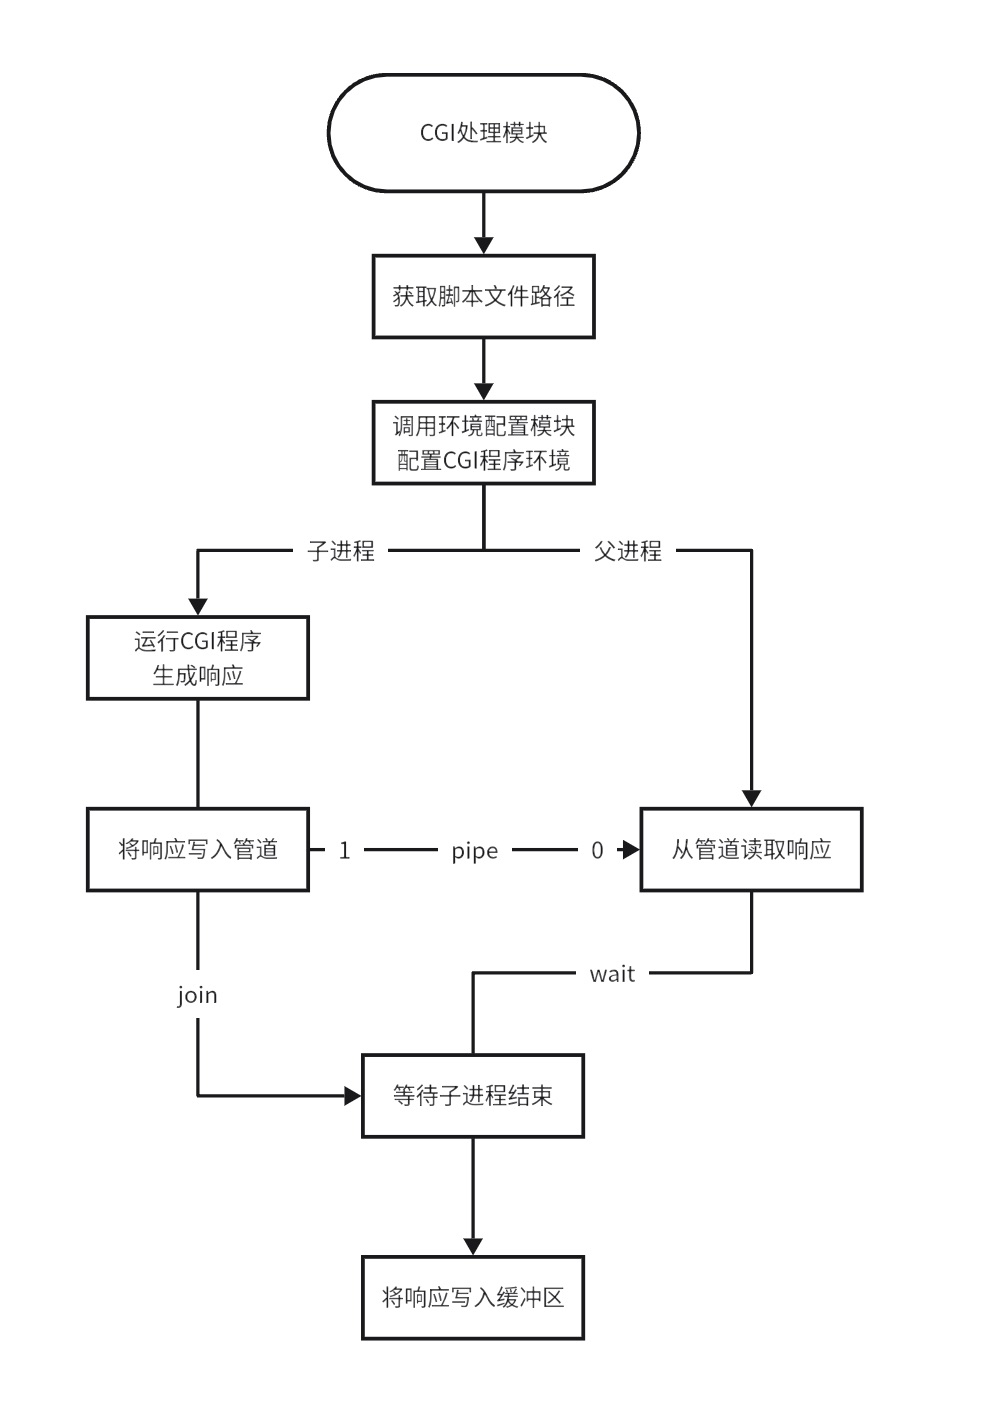 CGI处理模块
获取脚本文件路径
调用环境配置模块
配置CGI程序环境
子进程
父进程
运行CGI程序
生成响应
将响应写入管道
1
pipe
0
从管道读取响应
wait
join
等待子进程结束
将响应写入缓冲区